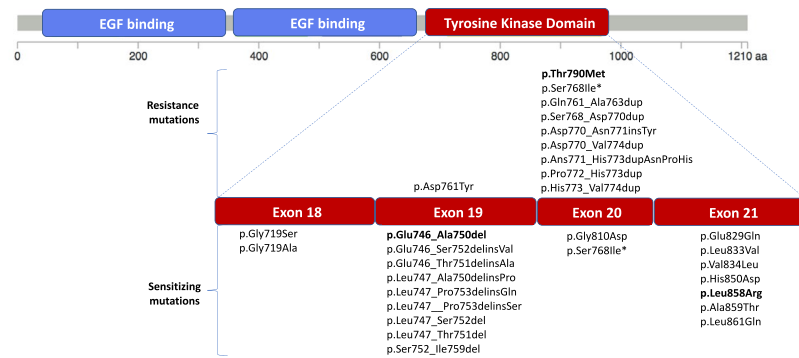 EGF binding
EGF binding
Tyrosine Kinase Domain
0
200
400
600
800
1000
1210 aa
Resistance
mutations
p.Thr790Met
p.Ser768Ile*
p.Gln761_Ala763dup
p.Ser768_Asp770dup
p.Asp770_Asn771insTyr
p.Asp770_Val774dup
p.Ans771_His773dupAsnProHis
p.Pro772_His773dup
p.His773_Val774dup
p.Asp761Tyr
Exon 18
Exon 19
Exon 20
Exon 21
Sensitizing
mutations
p.Gly719Ser
p.Gly719Ala
p.Glu746_Ala750del
p.Glu746_Ser752delinsVal
p.Glu746_Thr751delinsAla
p.Leu747_Ala750delinsPro
p.Leu747_Pro753delinsGln
p.Leu747__Pro753delinsSer
p.Leu747_Ser752del
p.Leu747_Thr751del
p.Ser752_Ile759del
p.Gly810Asp
p.Ser768Ile*
p.Glu829Gln
p.Leu833Val
p.Val834Leu
p.His850Asp
p.Leu858Arg
p.Ala859Thr
p.Leu861Gln